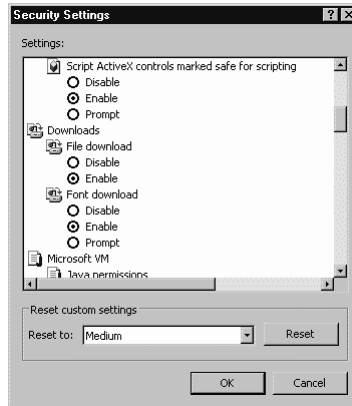 Security Settings
Settings:
Script ActiveX controls marked safe for scripting
Disable
Enable
Prompt
Downloads
File download
Disable
Enable
Font download
Disable
Enable
Prompt
Microsoft VM
Java permissions
Reset custom settings
Reset to: Medium Reset
OK Cancel